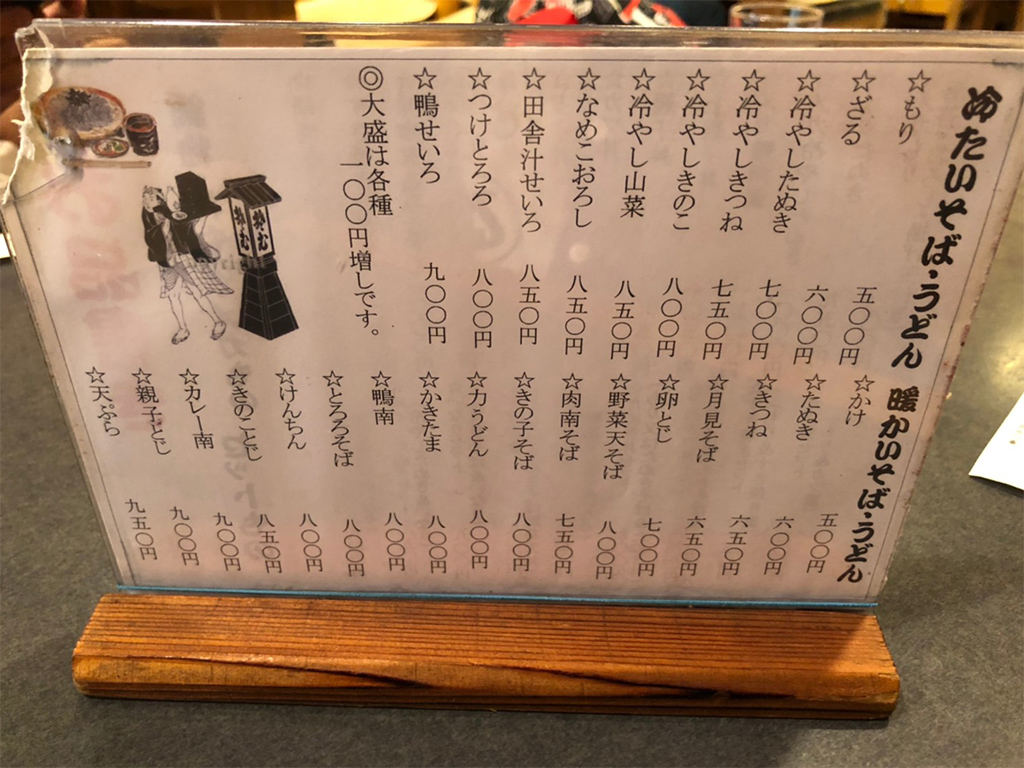 冷たいそば・うどん
☆もり 五〇〇円
☆ざる 六〇〇円
☆冷やしたぬき 七〇〇円
☆冷やしきつね 七五〇円
☆冷やしきのこ 八〇〇円
☆冷やし山菜 八五〇円
☆なめこおろし 八五〇円
☆田舎汁せいろ 八五〇円
☆つけとろろ 八〇〇円
☆鴨せいろ 九〇〇円
◎大盛は各種
一〇〇円増しです。
暖かいそば・うどん
☆かけ 五〇〇円
☆たぬき 六〇〇円
☆きつね 六五〇円
☆月見そば 六五〇円
☆卵とじ 七〇〇円
☆野菜天そば 八〇〇円
☆肉南そば 七五〇円
☆きの子そば 八〇〇円
☆力うどん 八〇〇円
☆かきたま 八〇〇円
☆鴨南 八〇〇円
☆とろろそば 八〇〇円
☆けんちん 八〇〇円
☆きのことじ 八五〇円
☆カレー南 九〇〇円
☆親子とじ 九〇〇円
☆天ぷら 九五〇円